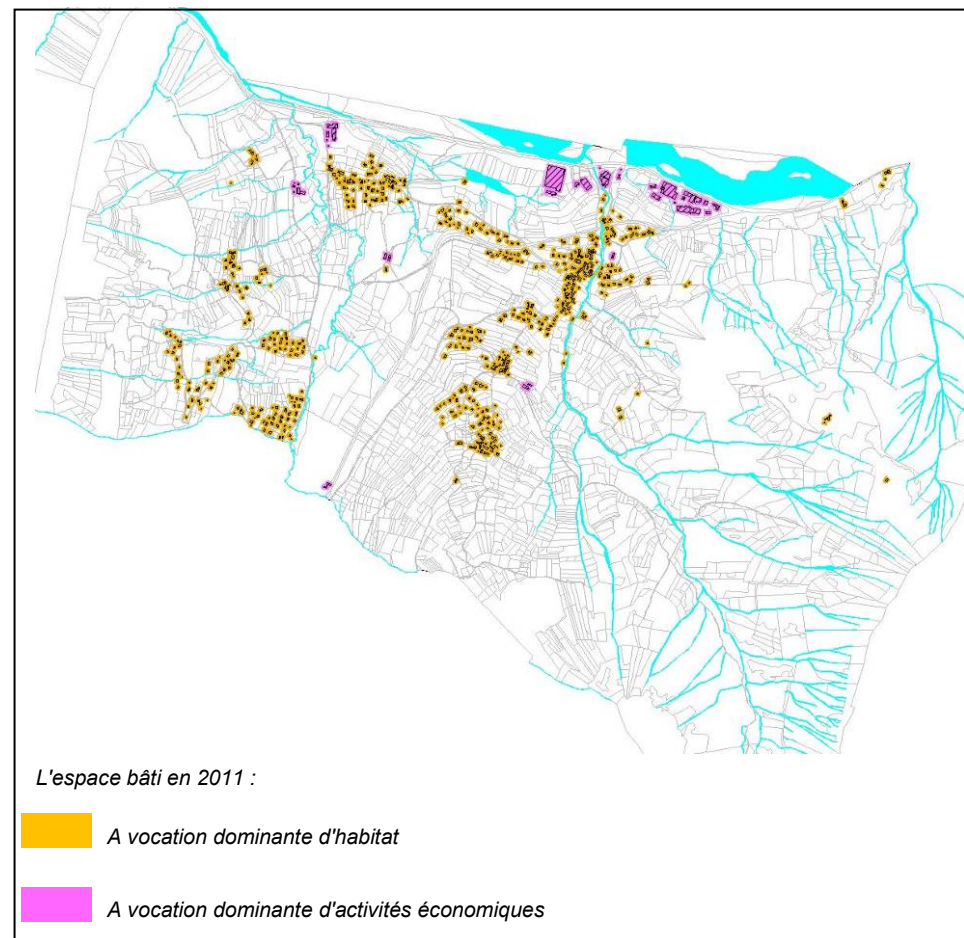 L'espace bâti en 2011 :
A vocation dominante d'habitat
A vocation dominante d'activités économiques